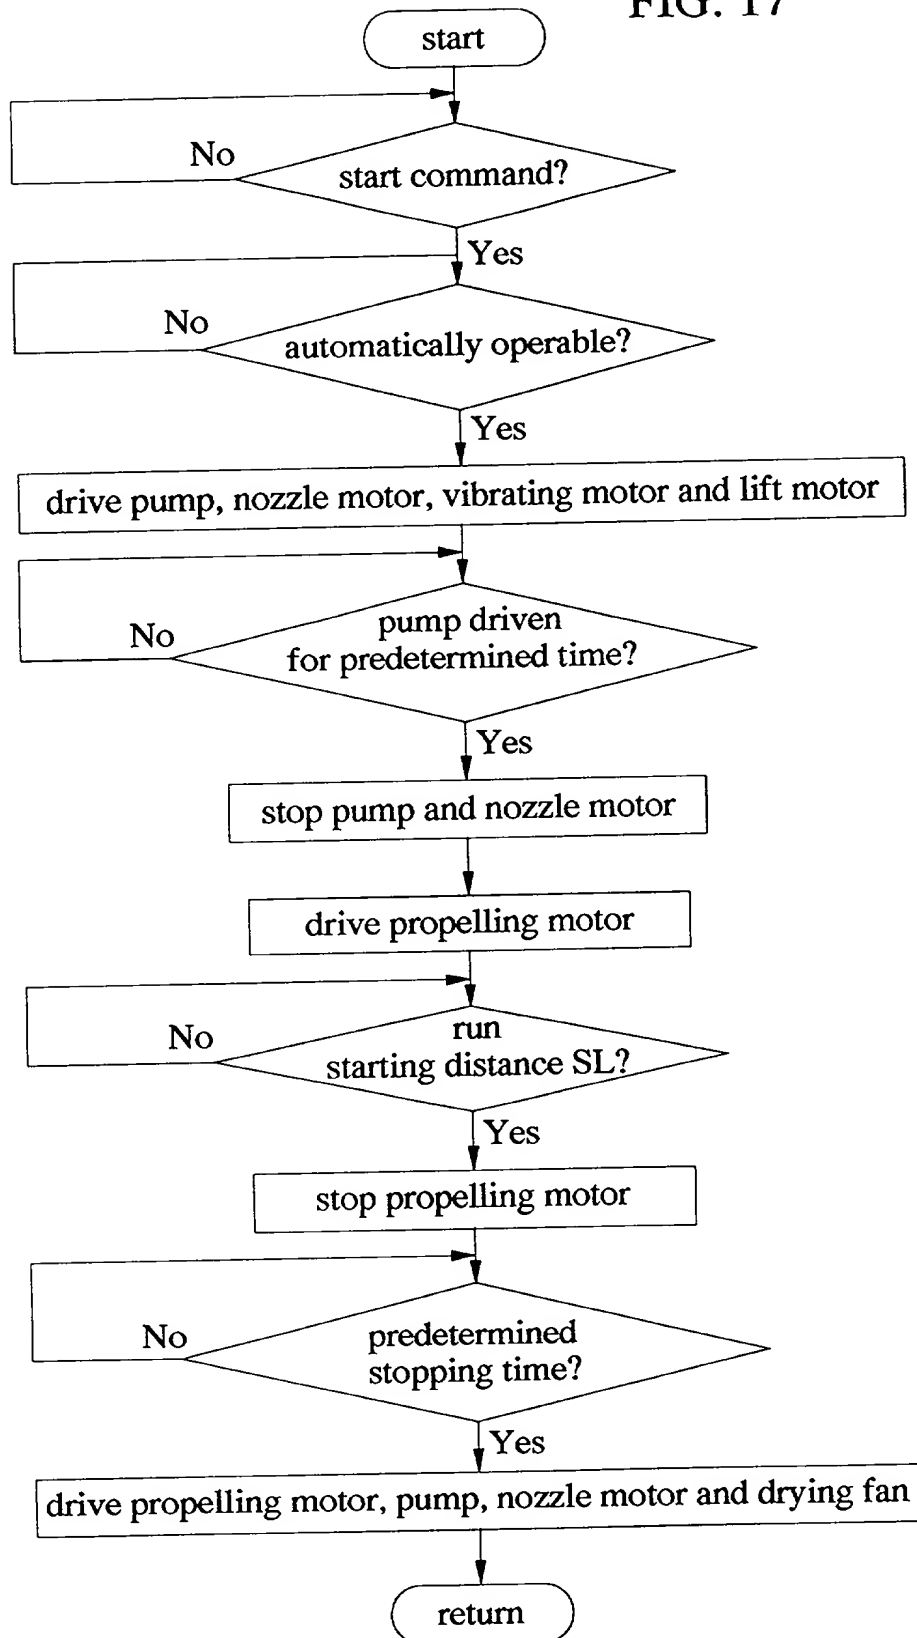 FIG. 17
start
No
start command?
Yes
No
automatically operable?
Yes
drive pump, nozzle motor, vibrating motor and lift motor
No
pump driven
for predetermined time?
Yes
stop pump and nozzle motor
drive propelling motor
No
run
starting distance SL?
Yes
stop propelling motor
No
predetermined
stopping time?
Yes
drive propelling motor, pump, nozzle motor and drying fan
return